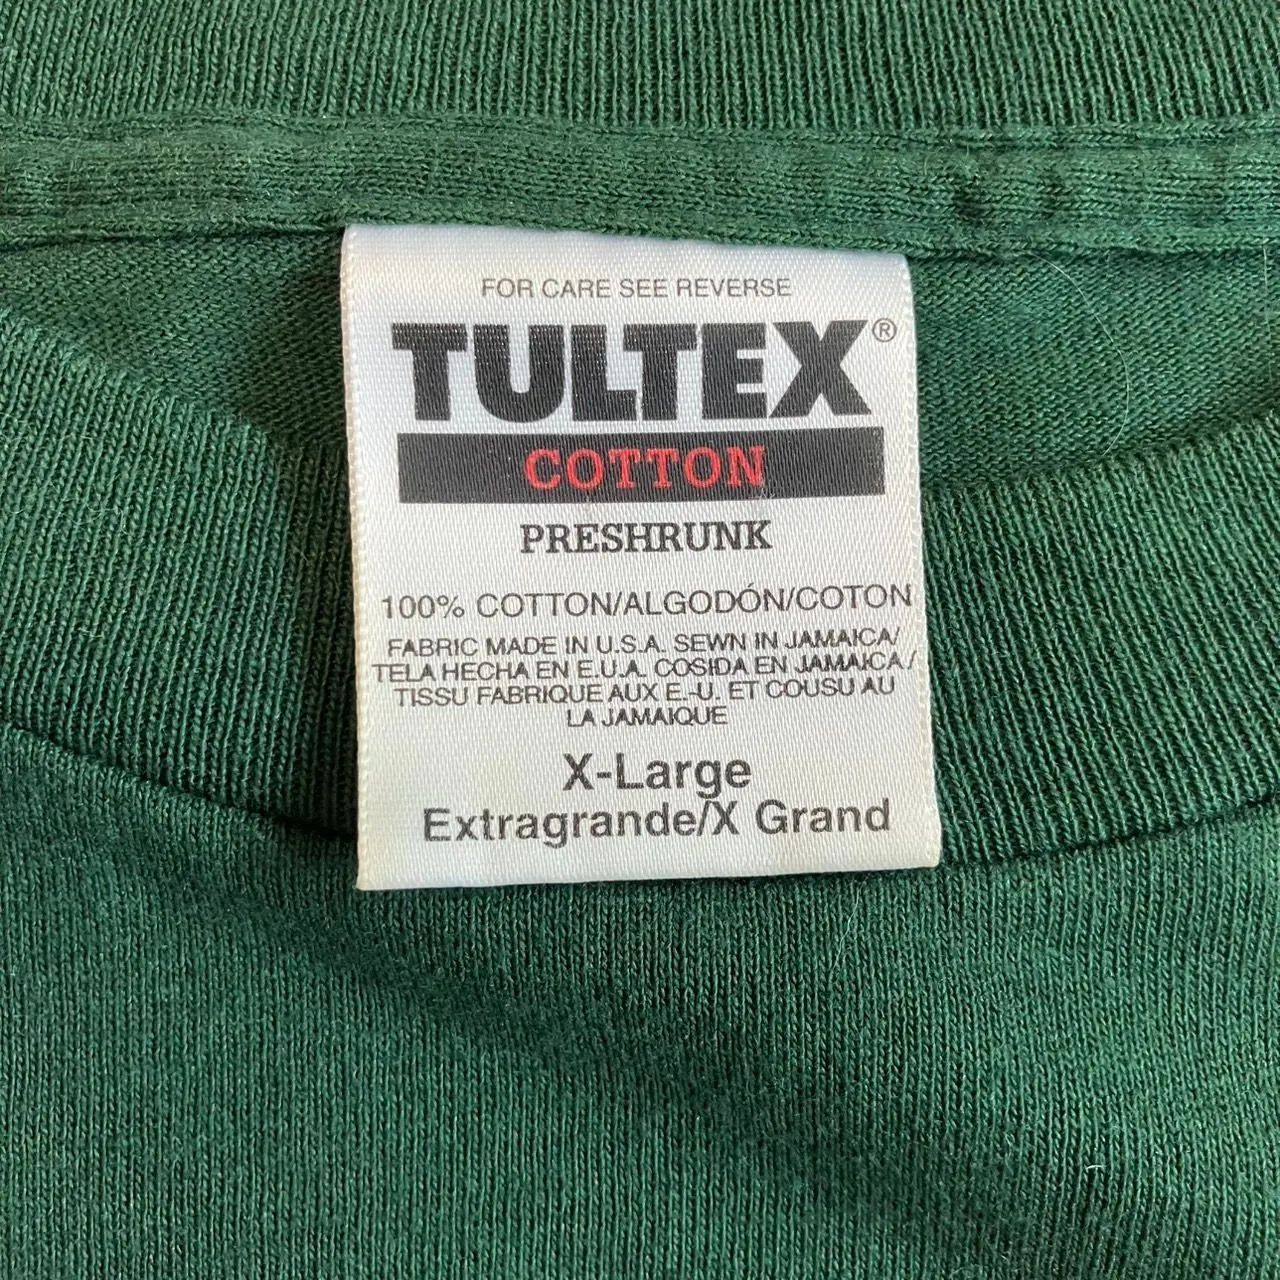 FOR CARE SEE REVERSE
TULTEX®
COTTON
PRESHRUNK
100% COTTON/ALGODÓN/COTON
FABRIC MADE IN U.S.A. SEWN IN JAMAICA/
TELA HECHA EN E.U.A. COSIDA EN JAMAICA/
TISSU FABRIQUE AUX E.-U. ET COUSU AU
LA JAMAIQUE
X-Large
Extragrande/X Grand